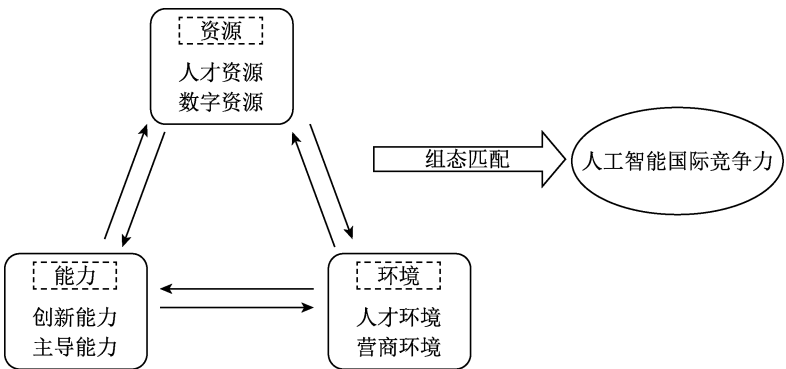 资源
人才资源
数字资源
组态匹配
人工智能国际竞争力
能力
创新能力
主导能力
环境
人才环境
营商环境